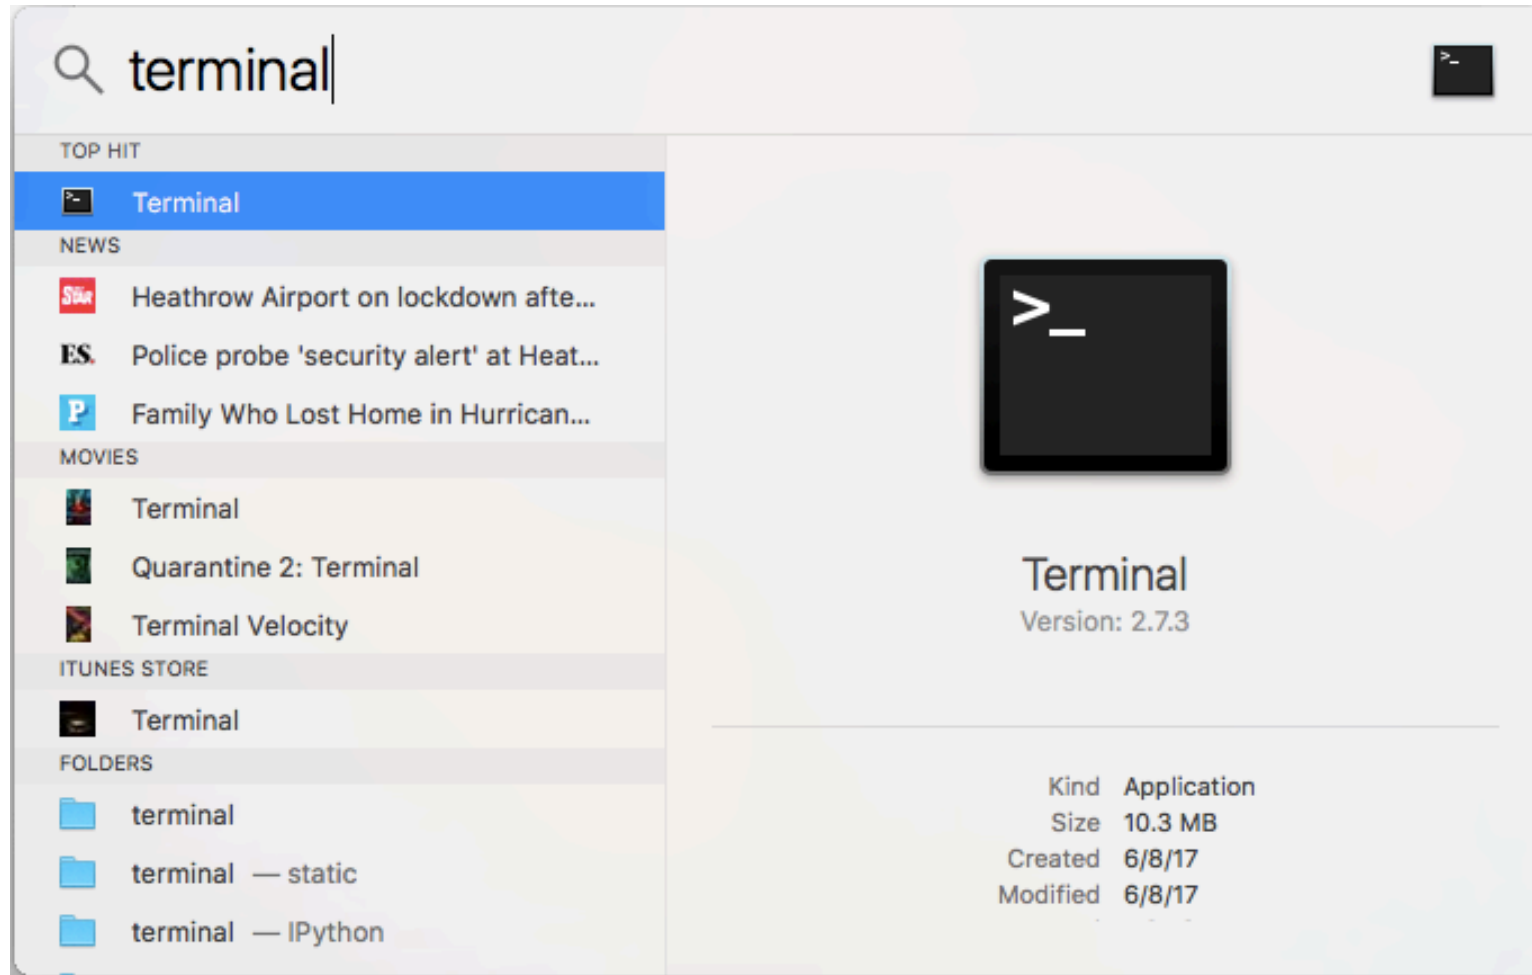 terminal
>_
TOP HIT
>_ Terminal
NEWS
Star Heathrow Airport on lockdown afte...
ES. Police probe 'security alert' at Heat...
P Family Who Lost Home in Hurrican...
MOVIES
Terminal
Quarantine 2: Terminal
Terminal Velocity
ITUNES STORE
Terminal
FOLDERS
terminal
terminal — static
terminal — IPython
>_
Terminal
Version: 2.7.3
Kind Application
Size 10.3 MB
Created 6/8/17
Modified 6/8/17